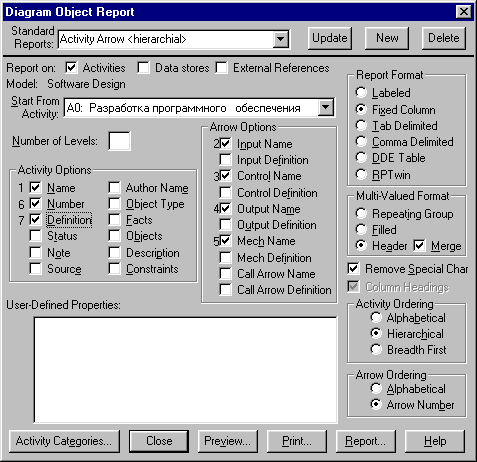 Diagram Object Report
Standard Reports: Activity Arrow <hierarchial> Update New Delete
Report on: Activities Data stores External References
Model: Software Design
Start From Activity: A0: Разработка программного обеспечения
Number of Levels:
Activity Options
1 Name Author Name
6 Number Object Type
7 Definition Facts
Status Objects
Note Description
Source Constraints
Arrow Options
2 Input Name
Input Definition
3 Control Name
Control Definition
4 Output Name
Output Definition
5 Mech Name
Mech Definition
Call Arrow Name
Call Arrow Definition
Report Format
Labeled
Fixed Column
Tab Delimited
Comma Delimited
DDE Table
RPTwin
Multi-Valued Format
Repeating Group
Filled
Header Merge
Remove Special Char
Column Headings
Activity Ordering
Alphabetical
Hierarchical
Breadth First
Arrow Ordering
Alphabetical
Arrow Number
User-Defined Properties:
Activity Categories... Close Preview... Print... Report... Help